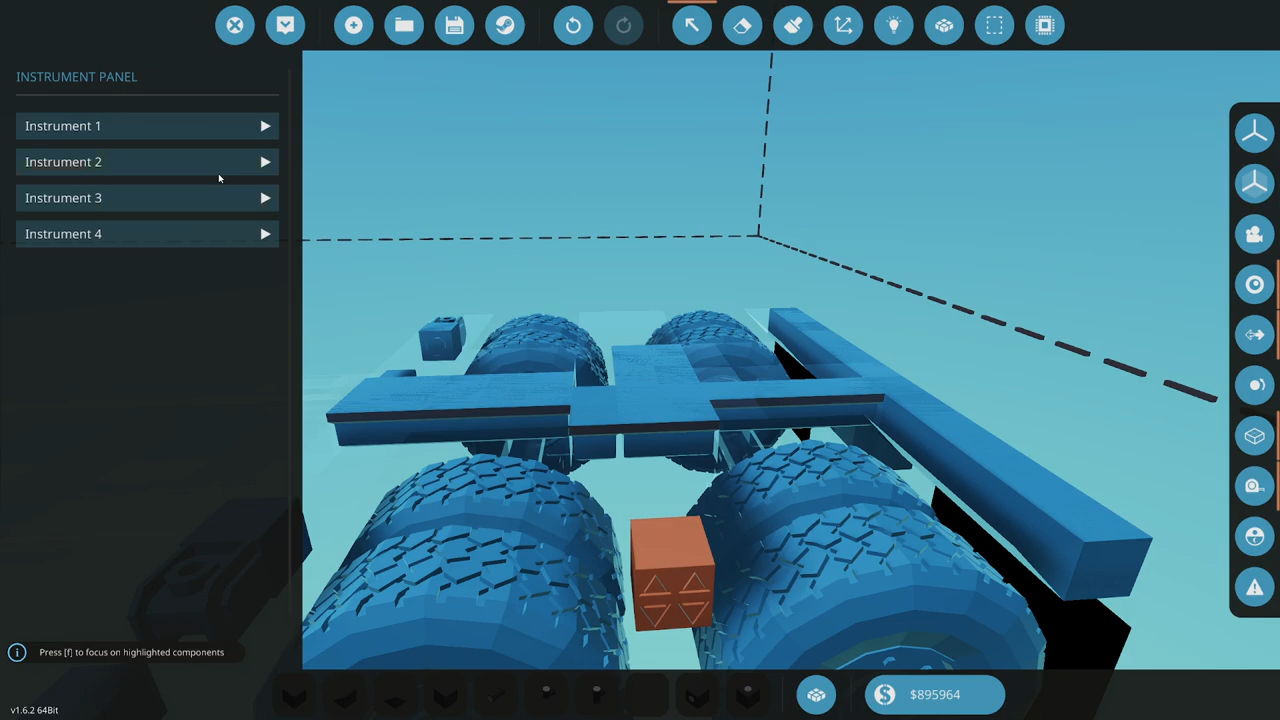 INSTRUMENT PANEL
Instrument 1
Instrument 2
Instrument 3
Instrument 4
Press [f] to focus on highlighted components
$895964
v1.6.2 64Bit